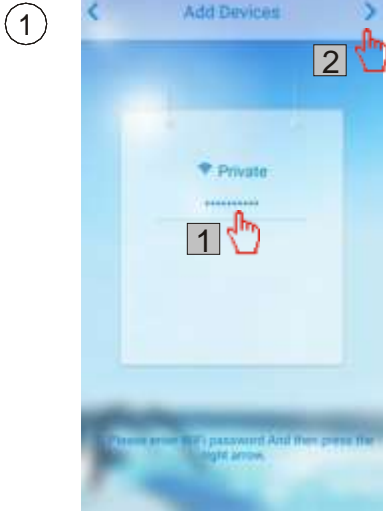 1
Add Devices
2
Private
••••••••••
1
Please enter WiFi password And then press the
right arrow.